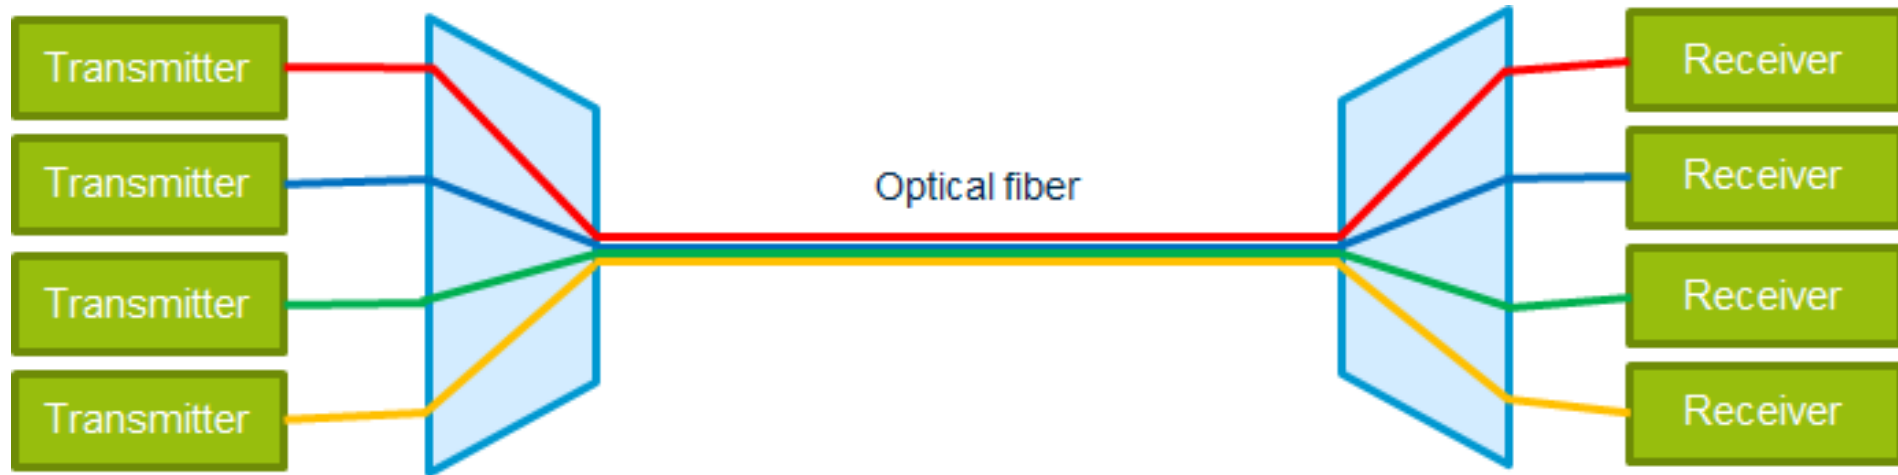 Transmitter
Transmitter
Transmitter
Transmitter
Optical fiber
Receiver
Receiver
Receiver
Receiver